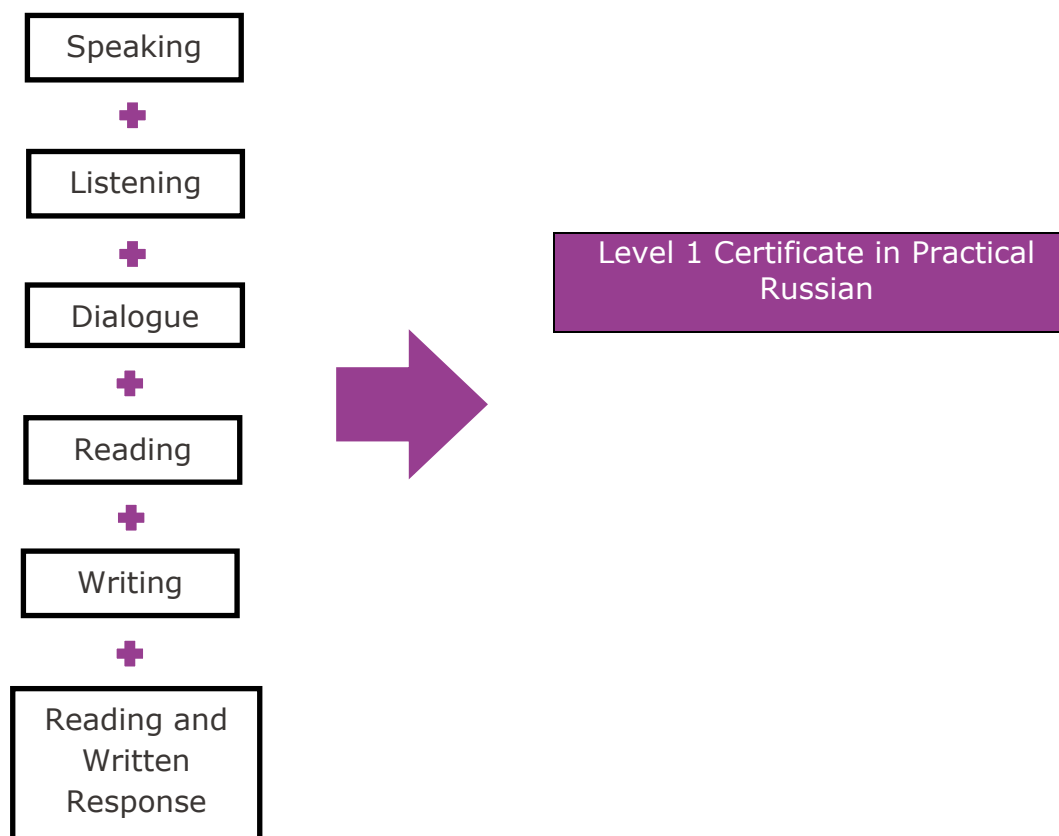 Speaking
Listening
Dialogue
Reading
Writing
Reading and
Written
Response
Level 1 Certificate in Practical
Russian